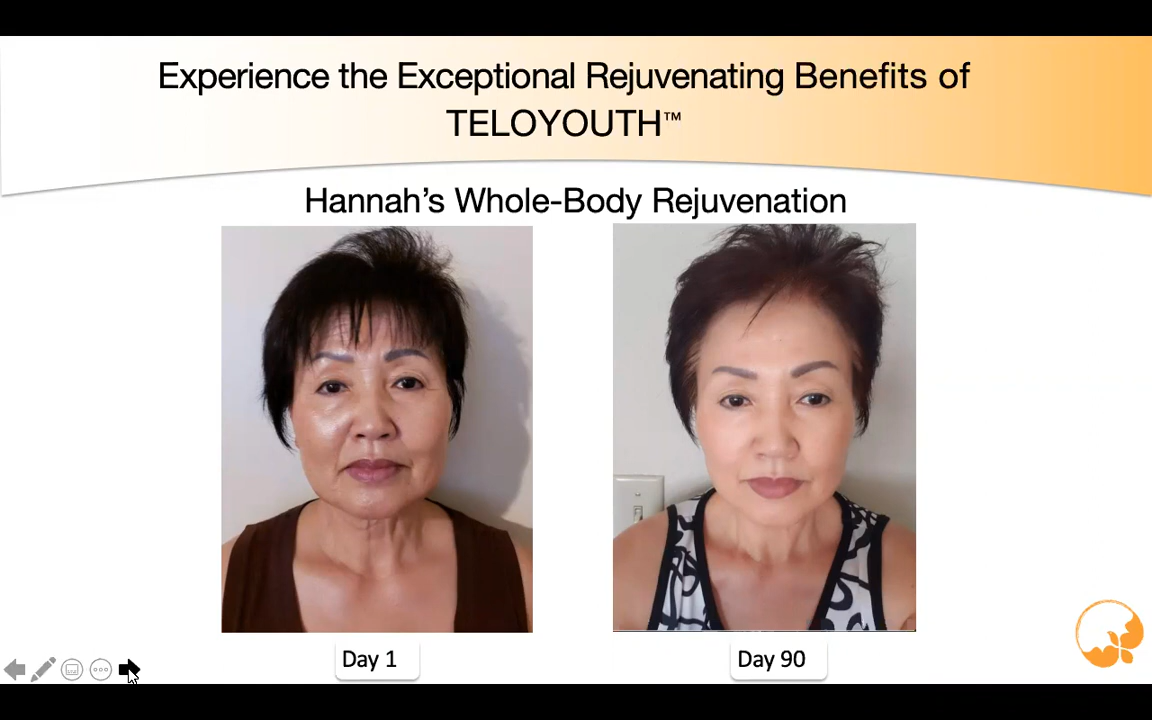 Experience the Exceptional Rejuvenating Benefits of
TELOYOUTH™
Hannah’s Whole-Body Rejuvenation
Day 1
Day 90